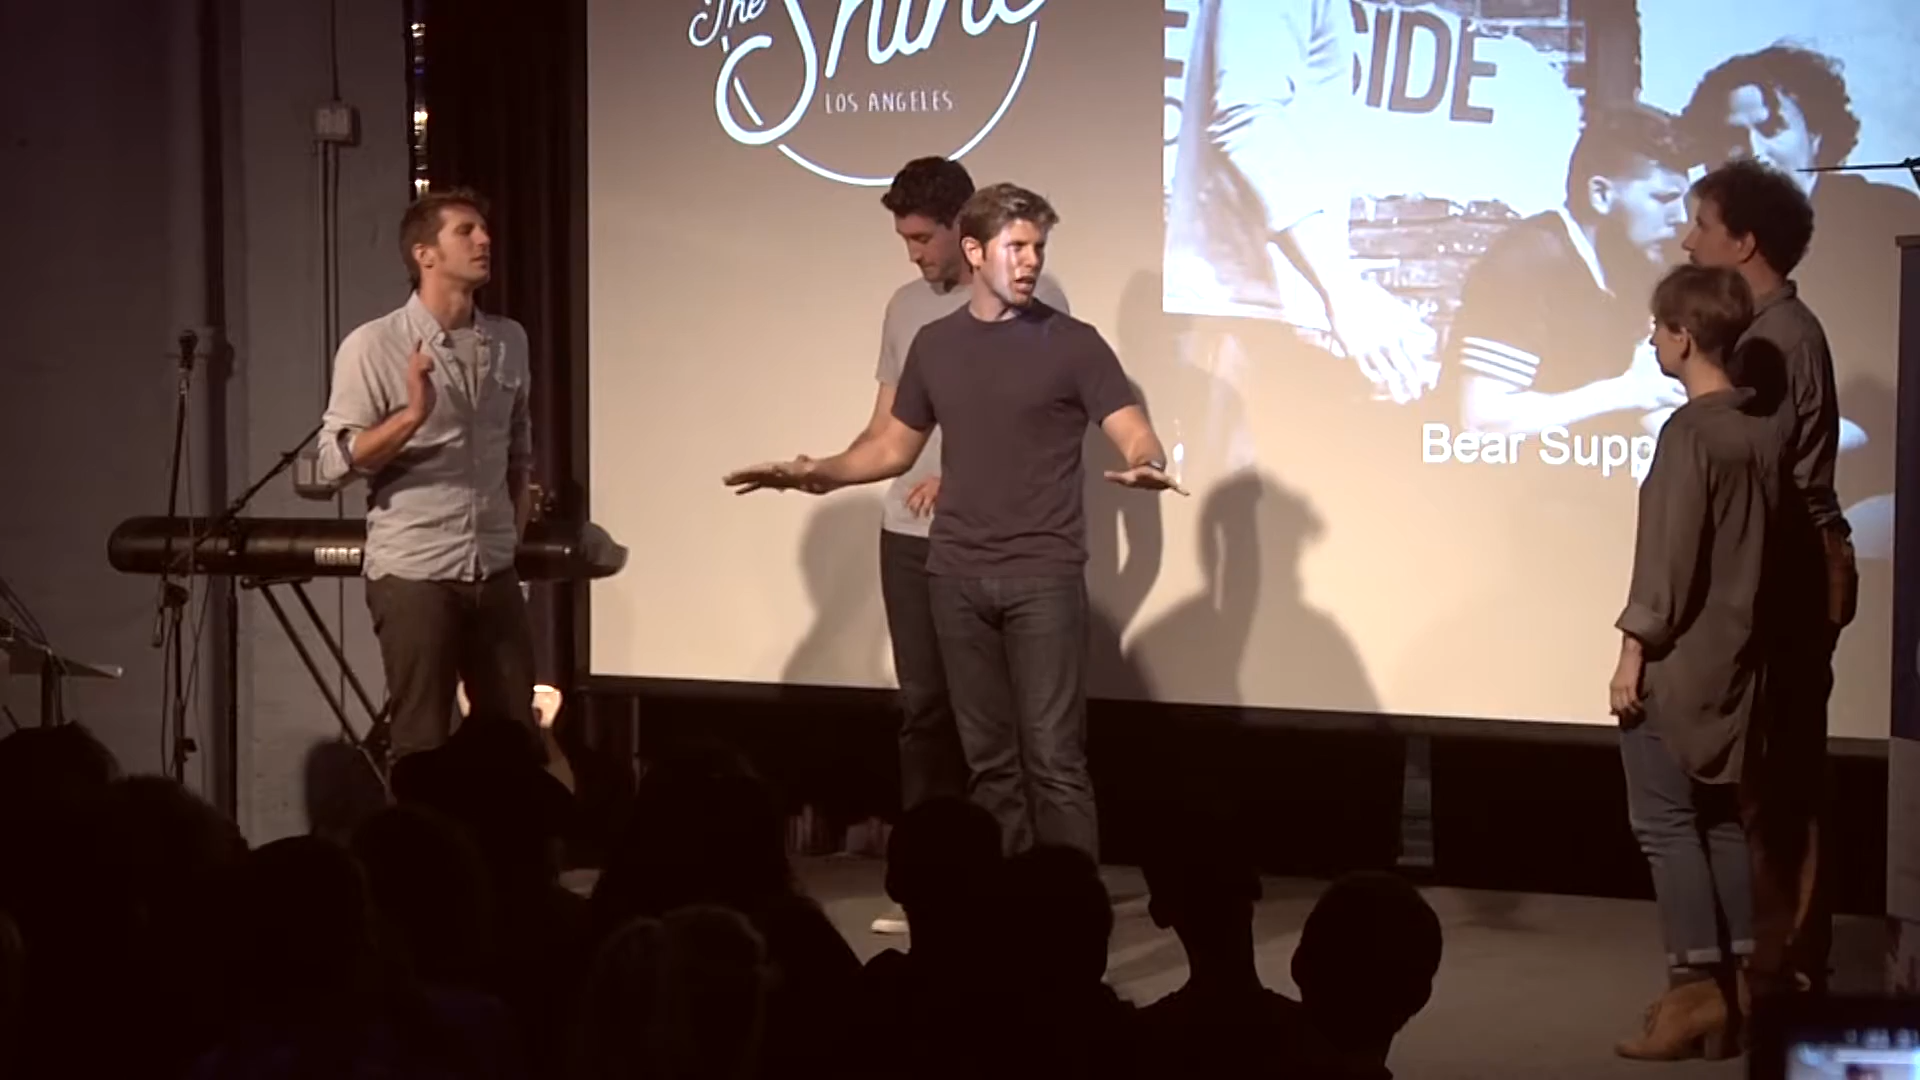 The
Shine
LOS ANGELES
SIDE
Bear Supp
KORG